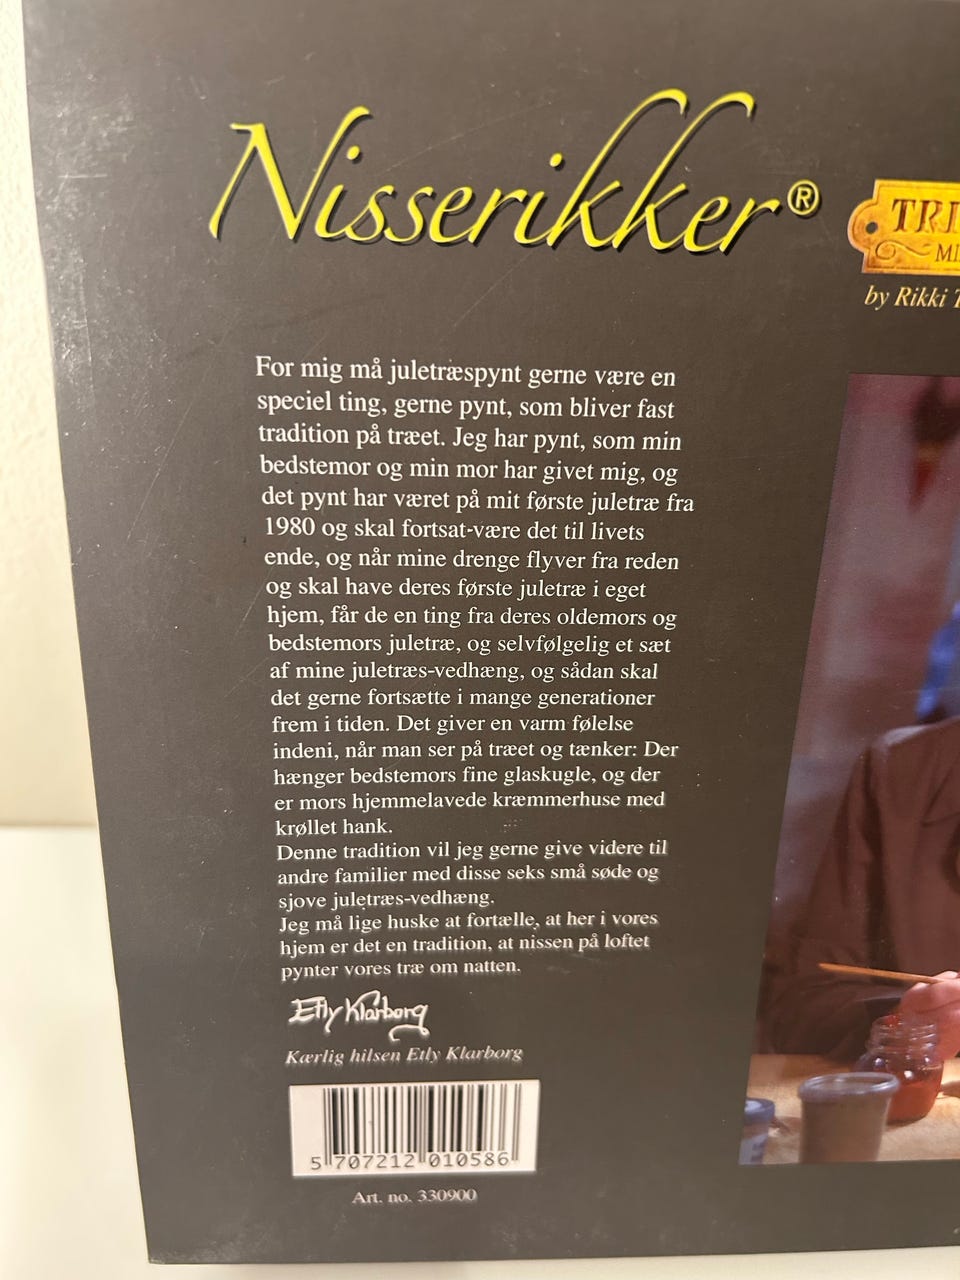 Nisserikker®
TRI
by Rikki
For mig må juletræspynt gerne være en
speciel ting, gerne pynt, som bliver fast
tradition på træet. Jeg har pynt, som min
bedstemor og min mor har givet mig, og
det pynt har været på mit første juletræ fra
1980 og skal fortsat-være det til livets
ende, og når mine drenge flyver fra reden
og skal have deres første juletræ i eget
hjem, får de en ting fra deres oldemors og
bedstemors juletræ, og selvfølgelig et sæt
af mine juletræs-vedhæng, og sådan skal
det gerne fortsætte i mange generationer
frem i tiden. Det giver en varm følelse
indeni, når man ser på træet og tænker: Der
hænger bedstemors fine glaskugle, og der
er mors hjemmelavede kræmmerhuse med
krøllet hank.
Denne tradition vil jeg gerne give videre til
andre familier med disse seks små søde og
sjove juletræs-vedhæng.
Jeg må lige huske at fortælle, at her i vores
hjem er det en tradition, at nissen på loftet
pynter vores træ om natten.
Etly Klarborg
Kærlig hilsen Etly Klarborg
5 707212 010586
Art. no. 330900